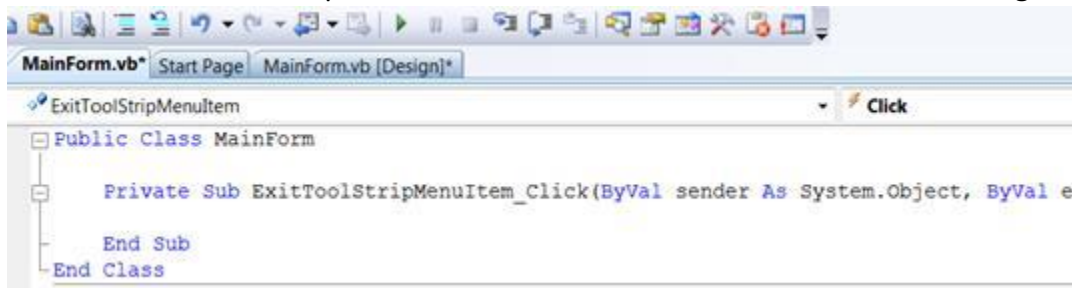 MainForm.vb* Start Page MainForm.vb [Design]*
ExitToolStripMenuItem Click
Public Class MainForm
Private Sub ExitToolStripMenuItem_Click(ByVal sender As System.Object, ByVal e
End Sub
End Class